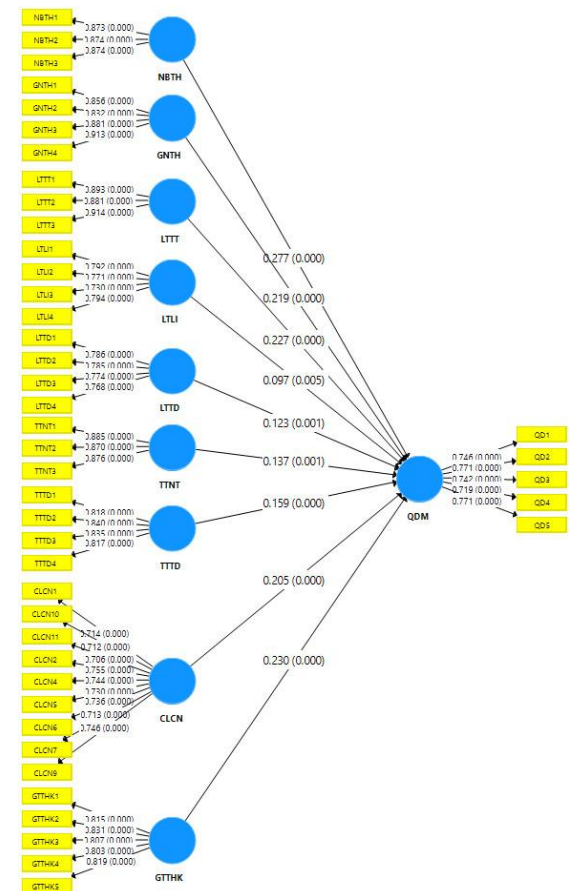 NBTH1
NBTH2
NBTH3
0.873 (0.000)
0.874 (0.000)
0.874 (0.000)
NBTH
GNTH1
GNTH2
GNTH3
GNTH4
0.856 (0.000)
0.832 (0.000)
0.881 (0.000)
0.913 (0.000)
GNTH
LTTT1
LTTT2
LTTT3
0.893 (0.000)
0.881 (0.000)
0.914 (0.000)
LTTT
LTLI1
LTLI2
LTLI3
LTLI4
0.792 (0.000)
0.771 (0.000)
0.730 (0.000)
0.794 (0.000)
LTLI
LTTD1
LTTD2
LTTD3
LTTD4
0.786 (0.000)
0.785 (0.000)
0.774 (0.000)
0.768 (0.000)
LTTD
TTNT1
TTNT2
TTNT3
0.885 (0.000)
0.870 (0.000)
0.876 (0.000)
TTNT
TTTD1
TTTD2
TTTD3
TTTD4
0.818 (0.000)
0.840 (0.000)
0.835 (0.000)
0.817 (0.000)
TTTD
CLCN1
CLCN10
CLCN11
CLCN2
CLCN4
CLCN5
CLCN6
CLCN7
CLCN9
0.714 (0.000)
0.712 (0.000)
0.706 (0.000)
0.755 (0.000)
0.744 (0.000)
0.730 (0.000)
0.736 (0.000)
0.713 (0.000)
0.746 (0.000)
CLCN
GTTHK1
GTTHK2
GTTHK3
GTTHK4
GTTHK5
0.815 (0.000)
0.831 (0.000)
0.807 (0.000)
0.803 (0.000)
0.819 (0.000)
GTTHK
0.277 (0.000)
0.219 (0.000)
0.227 (0.000)
0.097 (0.005)
0.123 (0.001)
0.137 (0.001)
0.159 (0.000)
0.205 (0.000)
0.230 (0.000)
QDM
0.746 (0.000)
0.771 (0.000)
0.742 (0.000)
0.719 (0.000)
0.771 (0.000)
QD1
QD2
QD3
QD4
QD5